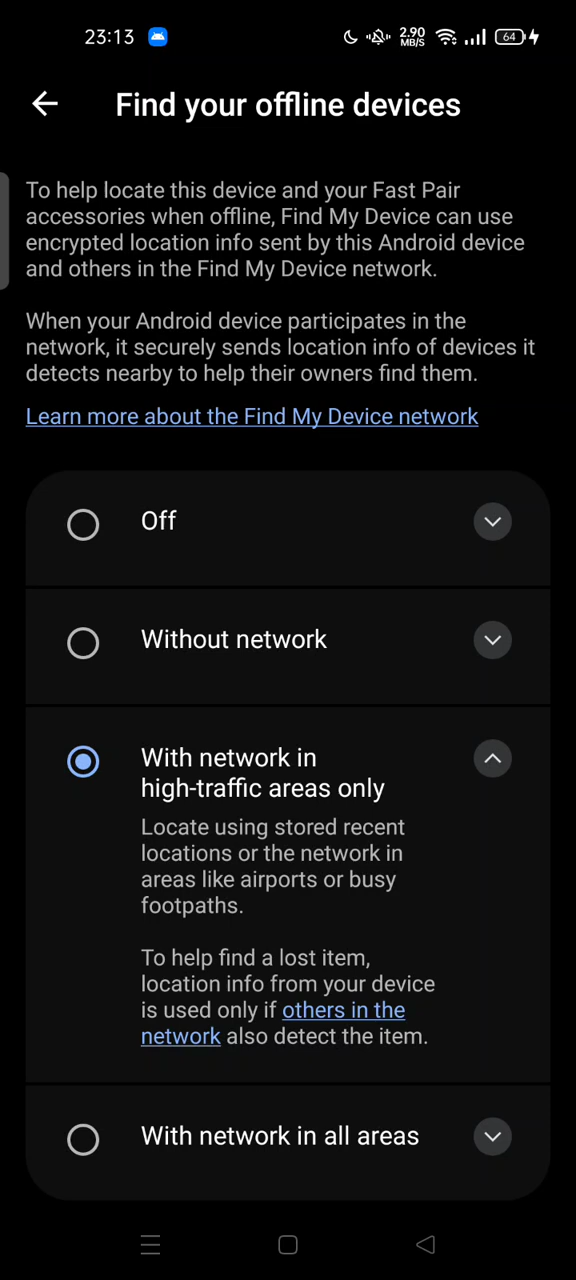 23:13
2.90
MB/S
64
Find your offline devices
To help locate this device and your Fast Pair
accessories when offline, Find My Device can use
encrypted location info sent by this Android device
and others in the Find My Device network.
When your Android device participates in the
network, it securely sends location info of devices it
detects nearby to help their owners find them.
Learn more about the Find My Device network
Off
Without network
With network in
high-traffic areas only
Locate using stored recent
locations or the network in
areas like airports or busy
footpaths.
To help find a lost item,
location info from your device
is used only if others in the
network also detect the item.
With network in all areas